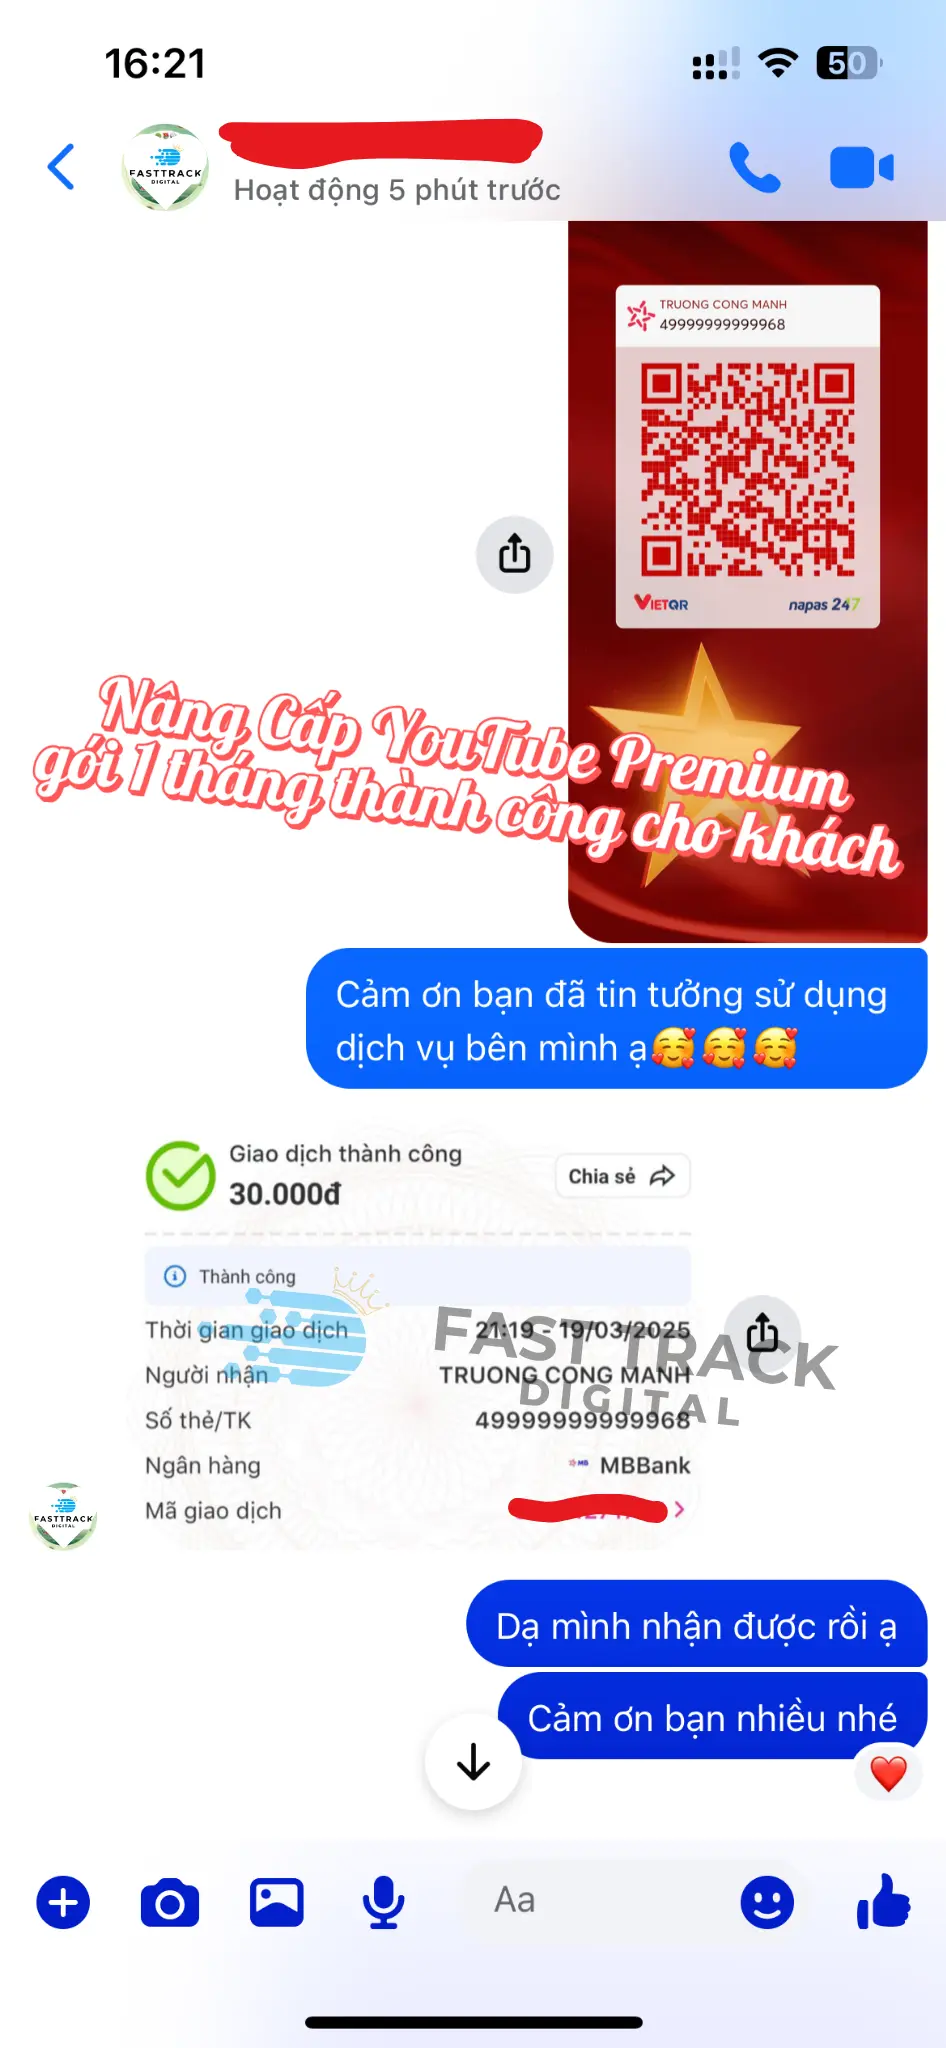 16:21
50
FASTTRACK
DIGITAL
Hoạt động 5 phút trước
TRUONG CONG MANH
49999999999968
VIETQR
napas 247
Nâng Cấp YouTube Premium
gói 1 tháng thành công cho khách
Cảm ơn bạn đã tin tưởng sử dụng
dịch vụ bên mình ạ🥰🥰🥰
Giao dịch thành công
30.000đ
Chia sẻ
Thành công
Thời gian giao dịch
21:19 - 19/03/2025
Người nhận
TRUONG CONG MANH
Số thẻ/TK
49999999999968
Ngân hàng
MB
MBBank
Mã giao dịch
FAST TRACK
DIGITAL
FASTTRACK
DIGITAL
Dạ mình nhận được rồi ạ
Cảm ơn bạn nhiều nhé
Aa